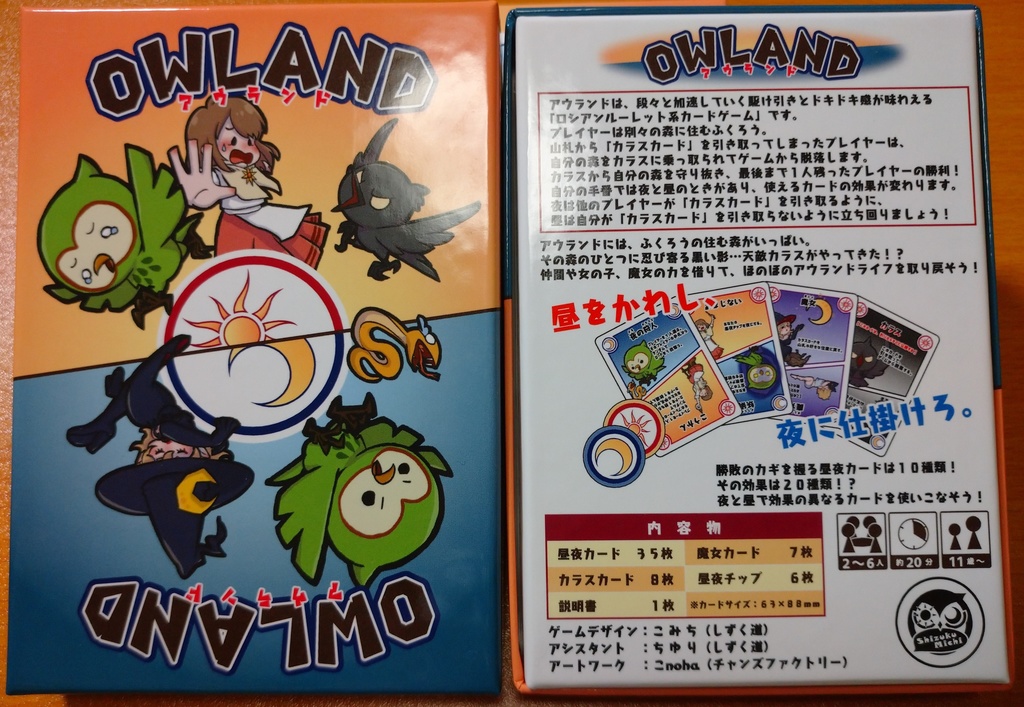 OWLAND
アウランド
OWLAND
アウランド
OWLAND
アウランド
アウランドは、段々と加速していく駆け引きとドキドキ感が味わえる
「ロシアンルーレット系カードゲーム」です。
プレイヤーは別々の森に住むふくろう。
山札から「カラスカード」を引き取ってしまったプレイヤーは、
自分の森をカラスに乗っ取られてゲームから脱落します。
カラスから自分の森を守り抜き、最後まで1人残ったプレイヤーの勝利！
自分の手番では夜と昼のときがあり、使えるカードの効果が変わります。
夜は他のプレイヤーが「カラスカード」を引き取るように、
昼は自分が「カラスカード」を引き取らないように立ち回りましょう！
アウランドには、ふくろうの住む森がいっぱい。
その森のひとつに忍び寄る黒い影…天敵カラスがやってきた！？
仲間や女の子、魔女の力を借りて、ほのぼのアウランドライフを取り戻そう！
昼をかわし、
夜の狩人
魔女
カラス
夜に仕掛けろ。
勝敗のカギを握る昼夜カードは10種類！
その効果は20種類！？
夜と昼で効果の異なるカードを使いこなそう！
内容物
昼夜カード 35枚 魔女カード 7枚
カラスカード 8枚 昼夜チップ 6枚
説明書 1枚 ※カードサイズ：63×88mm
2～6人 約20分 11歳～
ゲームデザイン：こみち（しずく道）
アシスタント ：ちゆり（しずく道）
アートワーク ：こnoha（チャンズファクトリー）
Shizuku
Michi